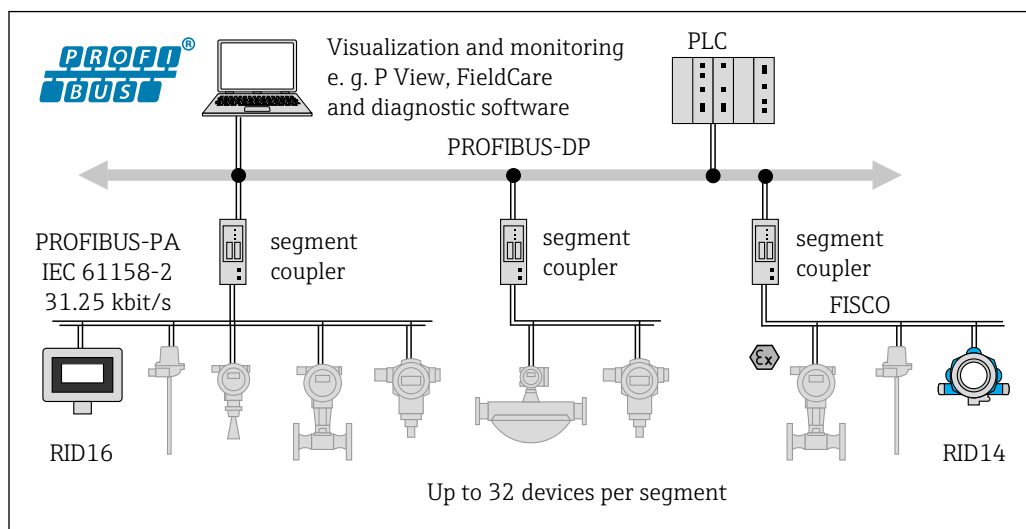 PROFI
BUS
®
Visualization and monitoring
e. g. P View, FieldCare
and diagnostic software
PLC
PROFIBUS-DP
PROFIBUS-PA
IEC 61158-2
31.25 kbit/s
segment
coupler
segment
coupler
segment
coupler
FISCO
εx
RID16
RID14
Up to 32 devices per segment